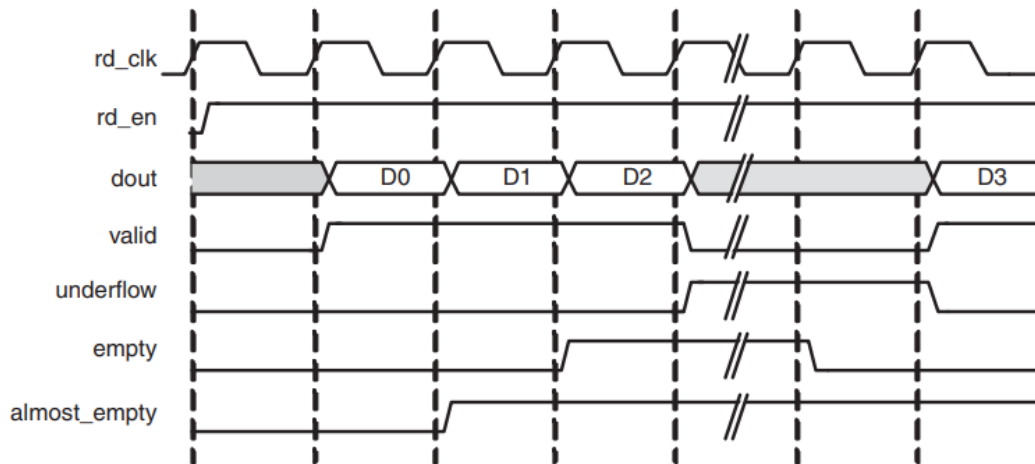 rd_clk
rd_en
dout D0 D1 D2 D3
valid
underflow
empty
almost_empty